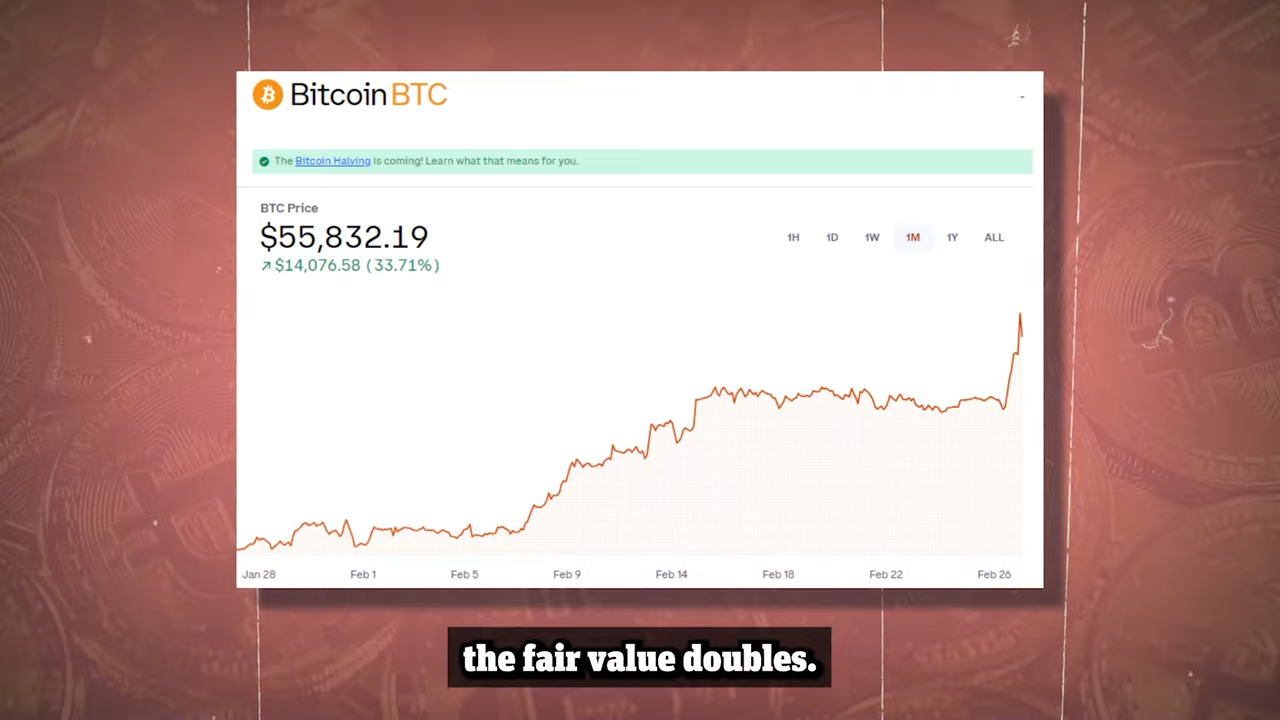 Bitcoin BTC
The Bitcoin Halving is coming! Learn what that means for you.
BTC Price
$55,832.19
↗ $14,076.58 (33.71%)
1H 1D 1W 1M 1Y ALL
Jan 28 Feb 1 Feb 5 Feb 9 Feb 14 Feb 18 Feb 22 Feb 26
the fair value doubles.